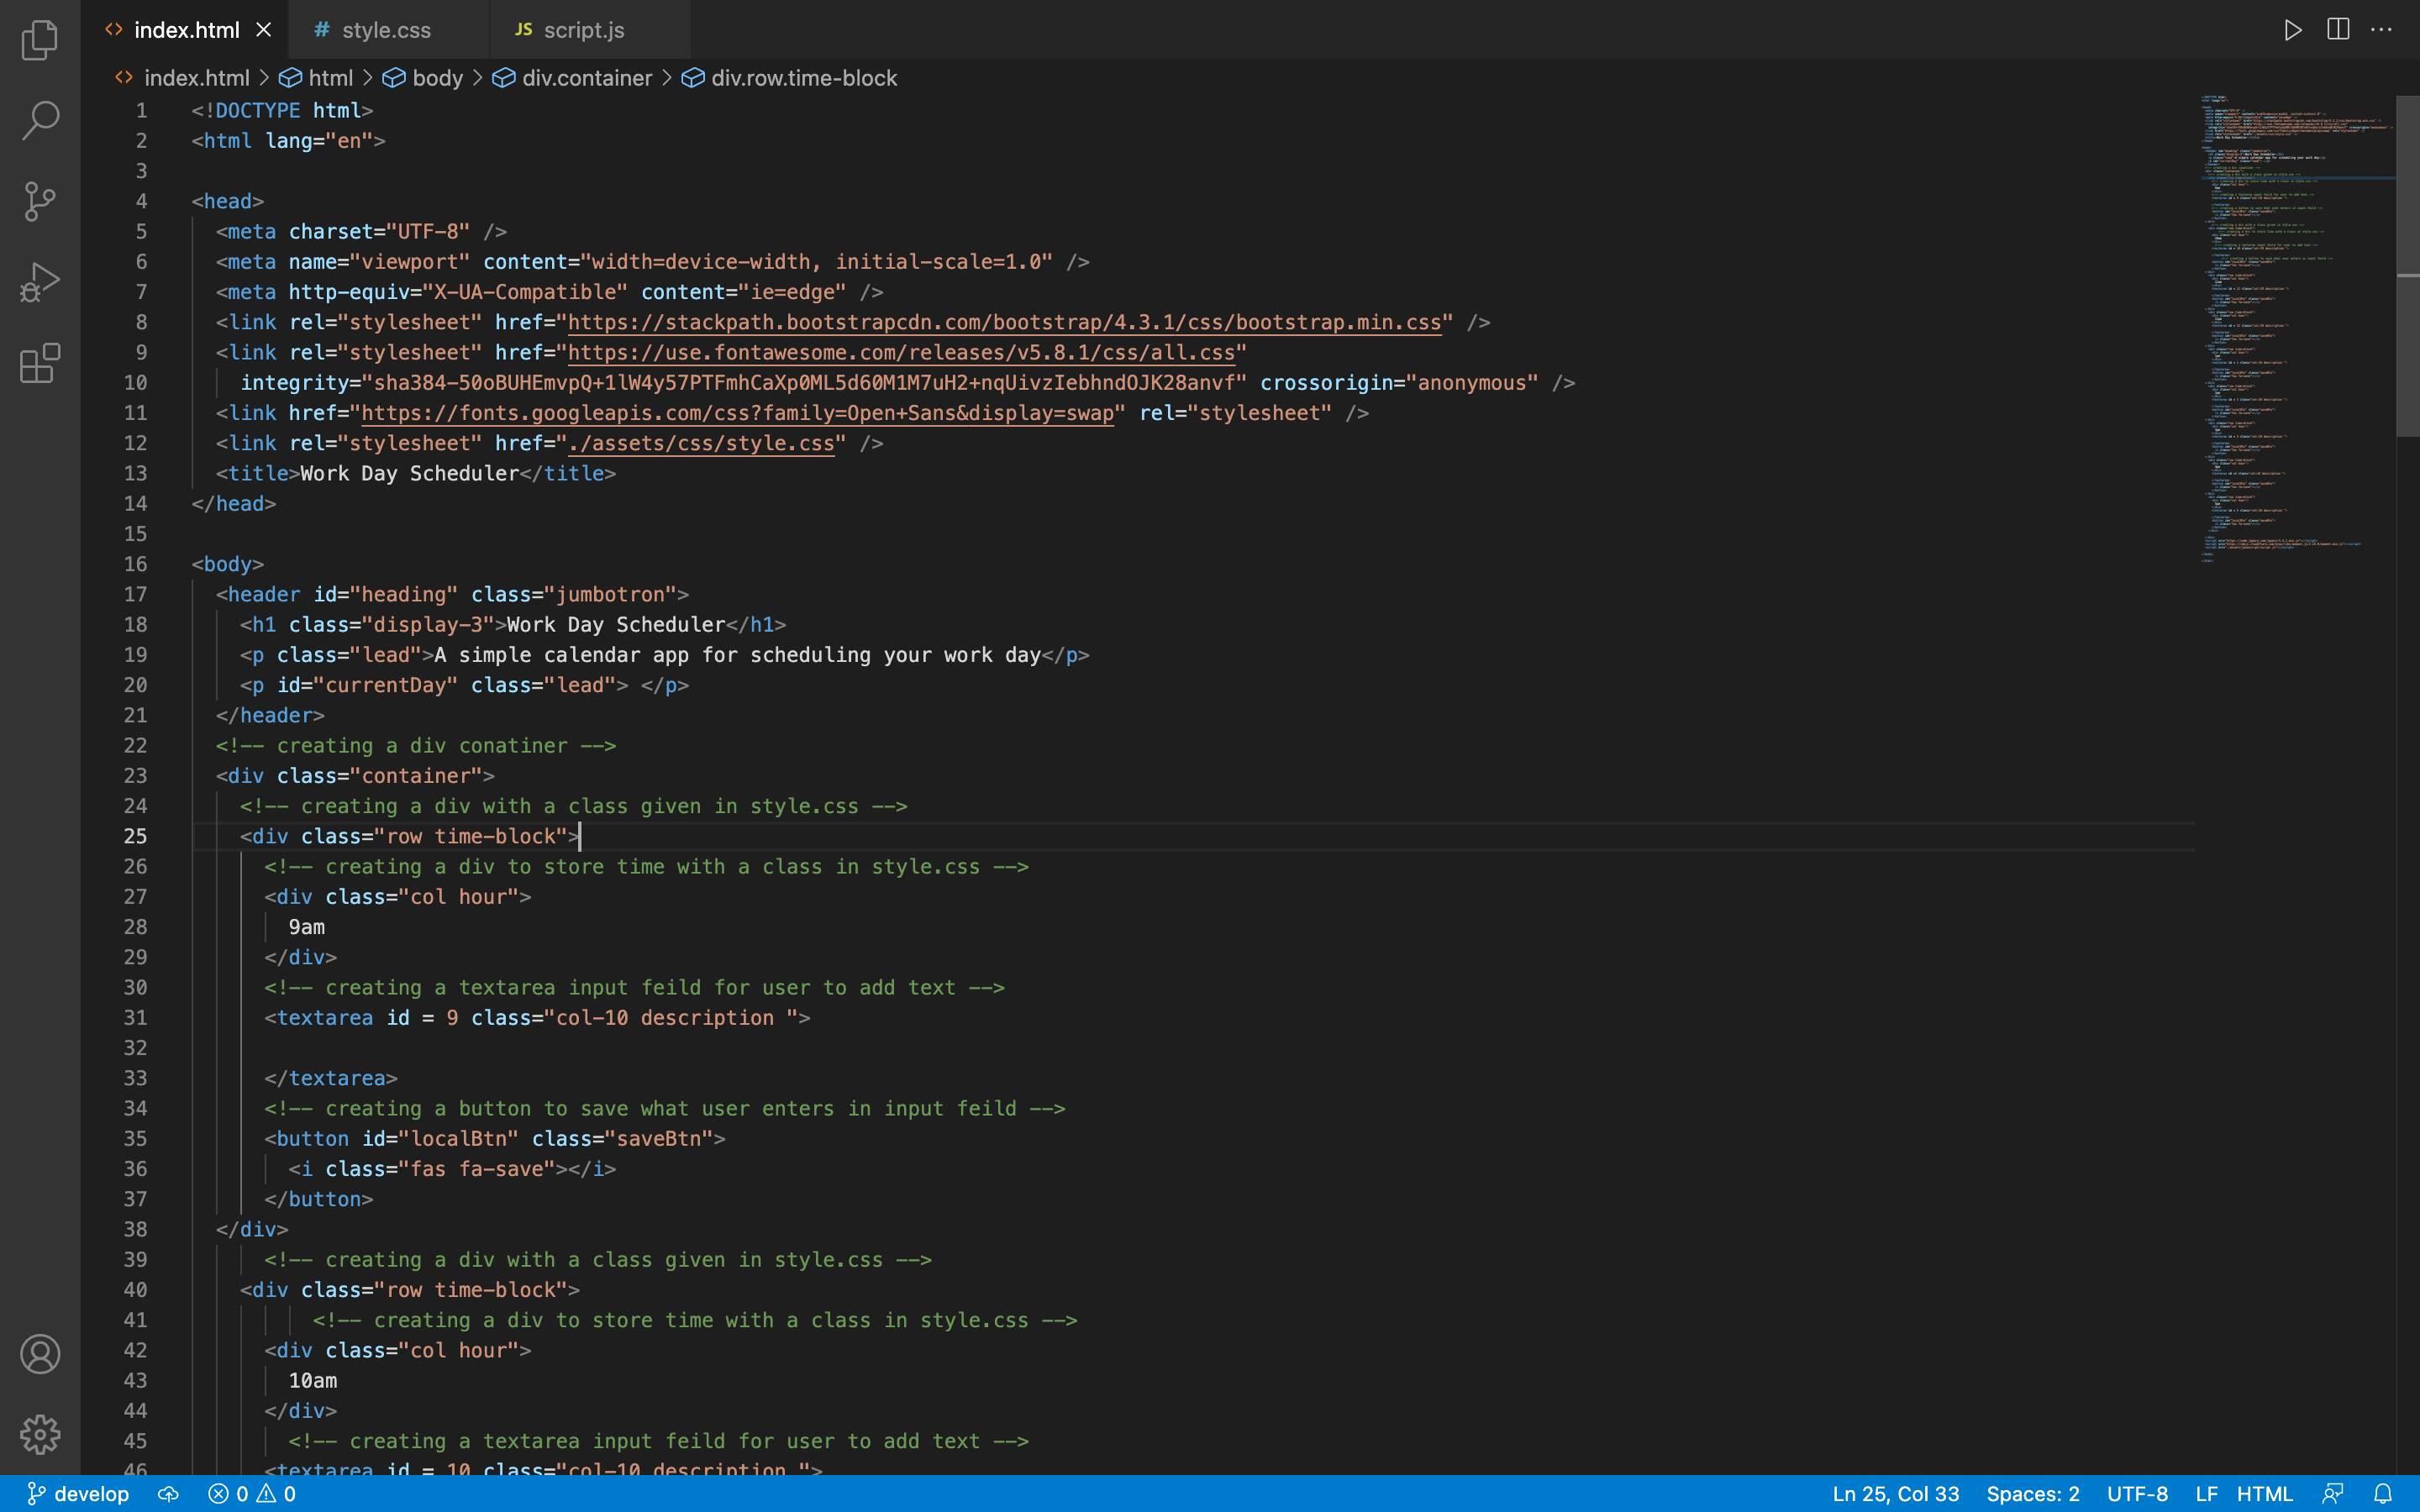 index.html
style.css
JS script.js
index.html > html > body > div.container > div.row.time-block
1 <!DOCTYPE html>
2 <html lang="en">
3
4 <head>
5 <meta charset="UTF-8" />
6 <meta name="viewport" content="width=device-width, initial-scale=1.0" />
7 <meta http-equiv="X-UA-Compatible" content="ie=edge" />
8 <link rel="stylesheet" href="https://stackpath.bootstrapcdn.com/bootstrap/4.3.1/css/bootstrap.min.css" />
9 <link rel="stylesheet" href="https://use.fontawesome.com/releases/v5.8.1/css/all.css"
10 integrity="sha384-50oBUHEmvpQ+1lW4y57PTFmhCaXp0ML5d60M1M7uH2+nqUivzIebhndOJK28anvf" crossorigin="anonymous" />
11 <link href="https://fonts.googleapis.com/css?family=Open+Sans&display=swap" rel="stylesheet" />
12 <link rel="stylesheet" href="./assets/css/style.css" />
13 <title>Work Day Scheduler</title>
14 </head>
15
16 <body>
17 <header id="heading" class="jumbotron">
18 <h1 class="display-3">Work Day Scheduler</h1>
19 <p class="lead">A simple calendar app for scheduling your work day</p>
20 <p id="currentDay" class="lead"> </p>
21 </header>
22 <!-- creating a div conatiner -->
23 <div class="container">
24 <!-- creating a div with a class given in style.css -->
25 <div class="row time-block">
26 <!-- creating a div to store time with a class in style.css -->
27 <div class="col hour">
28 9am
29 </div>
30 <!-- creating a textarea input feild for user to add text -->
31 <textarea id = 9 class="col-10 description ">
32
33 </textarea>
34 <!-- creating a button to save what user enters in input feild -->
35 <button id="localBtn" class="saveBtn">
36 <i class="fas fa-save"></i>
37 </button>
38 </div>
39 <!-- creating a div with a class given in style.css -->
40 <div class="row time-block">
41 <!-- creating a div to store time with a class in style.css -->
42 <div class="col hour">
43 10am
44 </div>
45 <!-- creating a textarea input feild for user to add text -->
46 <textarea id = 10 class="col-10 description ">
develop 0 0 Ln 25, Col 33 Spaces: 2 UTF-8 LF HTML